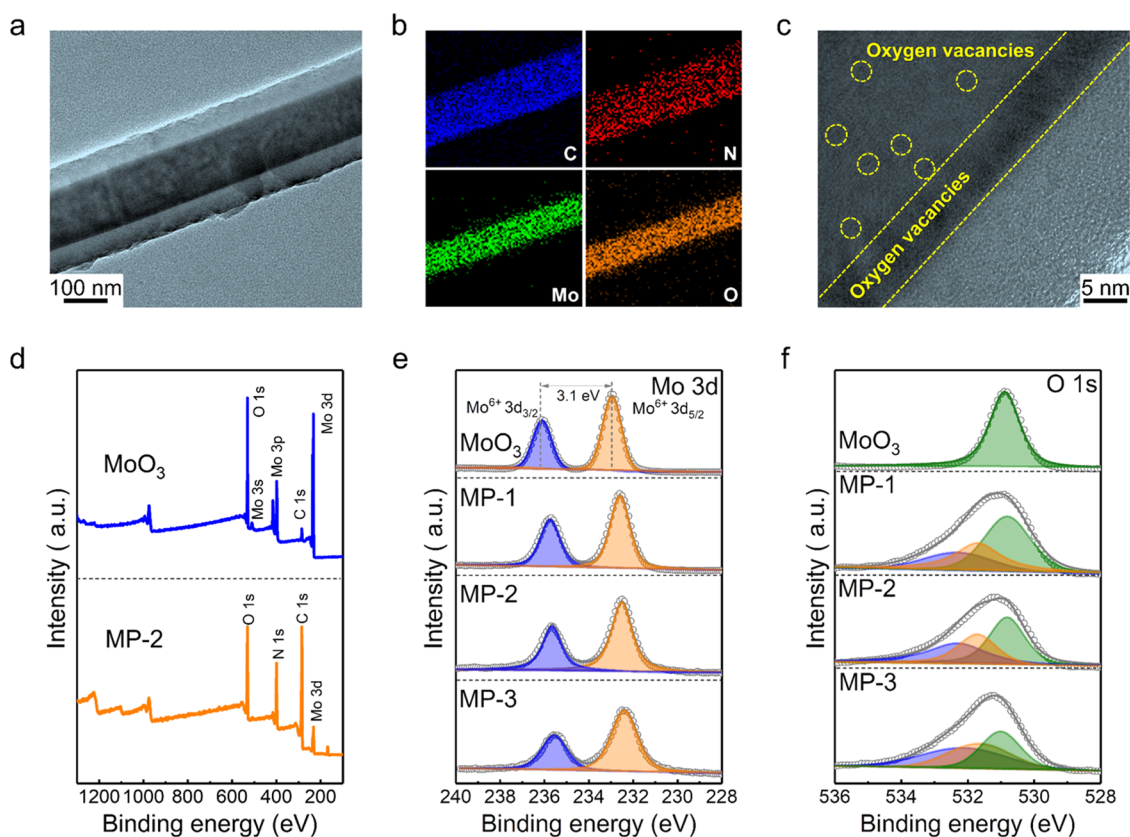 a
100 nm
b
C
N
Mo
O
c
Oxygen vacancies
Oxygen vacancies
5 nm
d
MoO3
O 1s
Mo 3s
Mo 3p
C 1s
Mo 3d
MP-2
O 1s
N 1s
C 1s
Mo 3d
Intensity ( a.u.)
1200 1000 800 600 400 200
Binding energy (eV)
e
Mo 3d
3.1 eV
Mo6+ 3d3/2
Mo6+ 3d5/2
MoO3
MP-1
MP-2
MP-3
Intensity ( a.u.)
240 238 236 234 232 230 228
Binding energy (eV)
f
O 1s
MoO3
MP-1
MP-2
MP-3
Intensity ( a.u.)
536 534 532 530 528
Binding energy (eV)